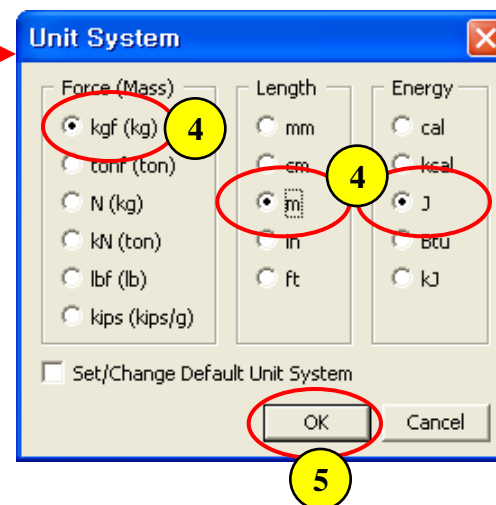 Unit System
Force (Mass)
kgf (kg)
tonf (ton)
N (kg)
kN (ton)
lbf (lb)
kips (kips/g)
4
Length
mm
cm
m
in
ft
4
Energy
cal
kcal
J
Btu
kJ
Set/Change Default Unit System
OK
Cancel
5